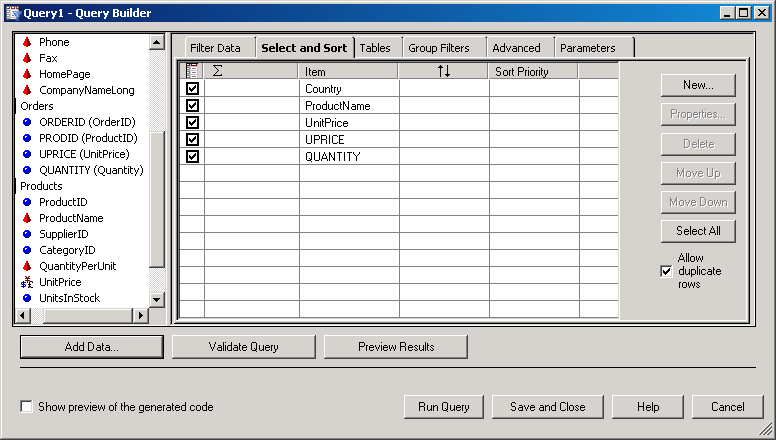 Query1 - Query Builder
Phone
Fax
HomePage
CompanyNameLong
Orders
ORDERID (OrderID)
PRODID (ProductID)
UPRICE (UnitPrice)
QUANTITY (Quantity)
Products
ProductID
ProductName
SupplierID
CategoryID
QuantityPerUnit
UnitPrice
UnitsInStock
Filter Data Select and Sort Tables Group Filters Advanced Parameters
Σ Item Sort Priority
Country
ProductName
UnitPrice
UPRICE
QUANTITY
New...
Properties...
Delete
Move Up
Move Down
Select All
Allow
duplicate
rows
Add Data... Validate Query Preview Results
Show preview of the generated code
Run Query Save and Close Help Cancel